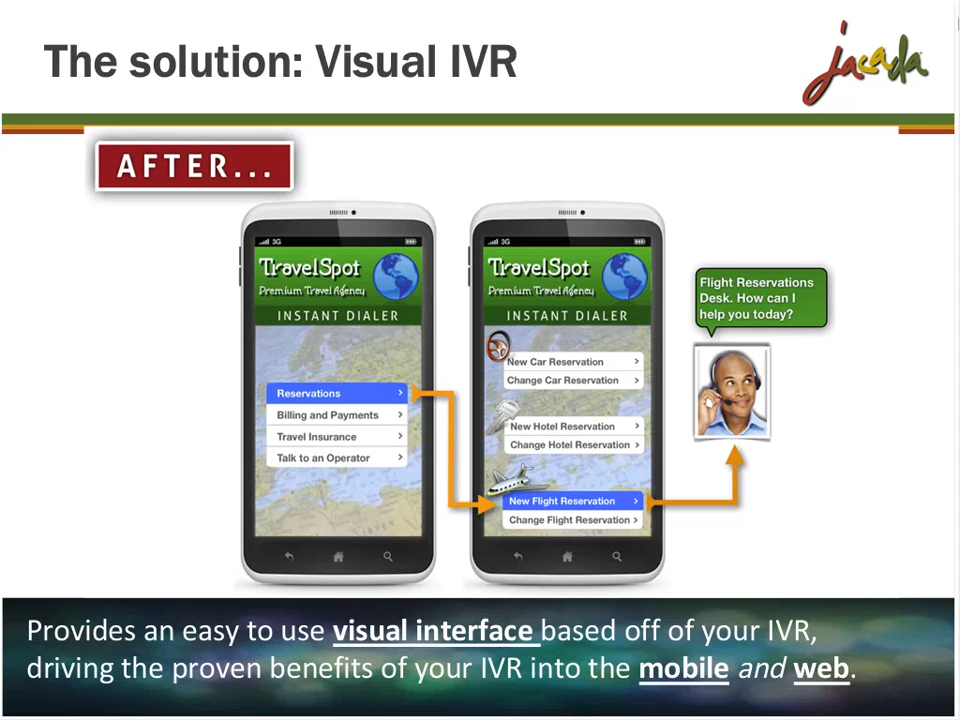 The solution: Visual IVR
jacada
AFTER...
3G
TravelSpot
Premium Travel Agency
INSTANT DIALER
Reservations
Billing and Payments
Travel Insurance
Talk to an Operator
3G
TravelSpot
Premium Travel Agency
INSTANT DIALER
New Car Reservation
Change Car Reservation
New Hotel Reservation
Change Hotel Reservation
New Flight Reservation
Change Flight Reservation
Flight Reservations
Desk. How can I
help you today?
Provides an easy to use visual interface based off of your IVR,
driving the proven benefits of your IVR into the mobile and web.